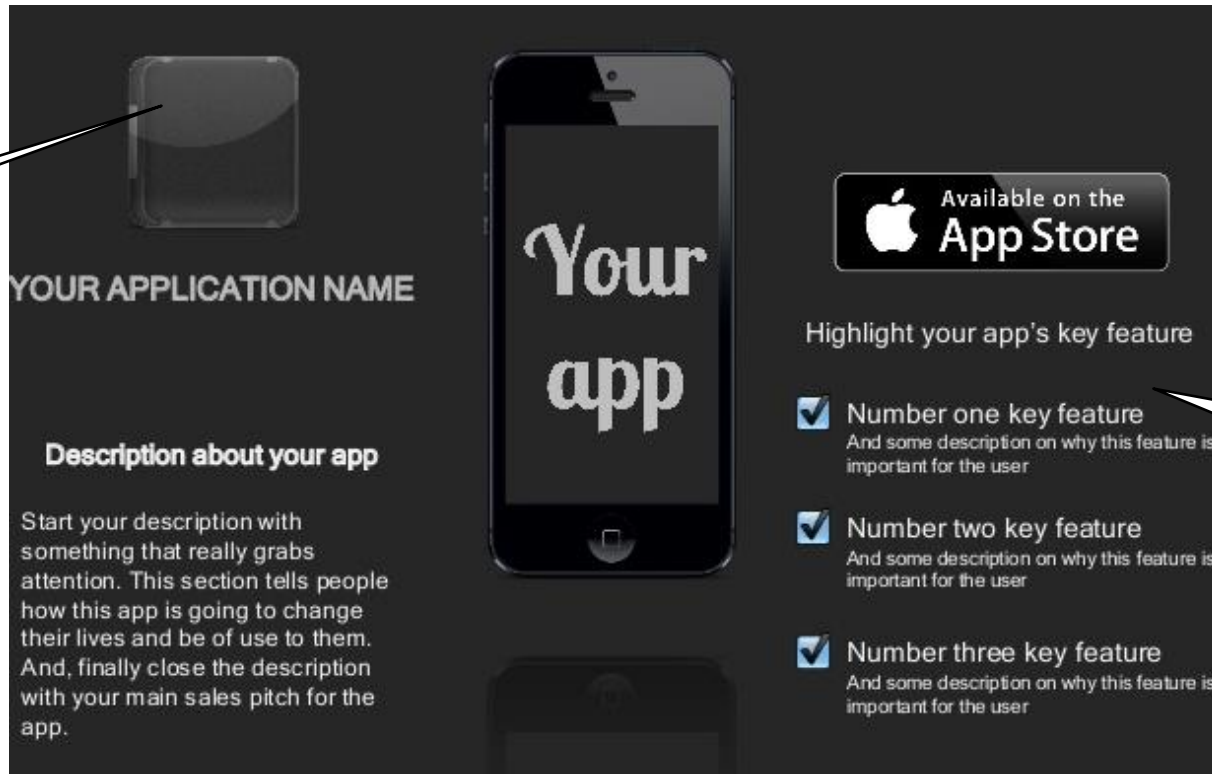 YOUR APPLICATION NAME
Description about your app
Start your description with
something that really grabs
attention. This section tells people
how this app is going to change
their lives and be of use to them.
And, finally close the description
with your main sales pitch for the
app.
Your
app
Available on the
App Store
Highlight your app's key feature
Number one key feature
And some description on why this feature is
important for the user
Number two key feature
And some description on why this feature is
important for the user
Number three key feature
And some description on why this feature is
important for the user